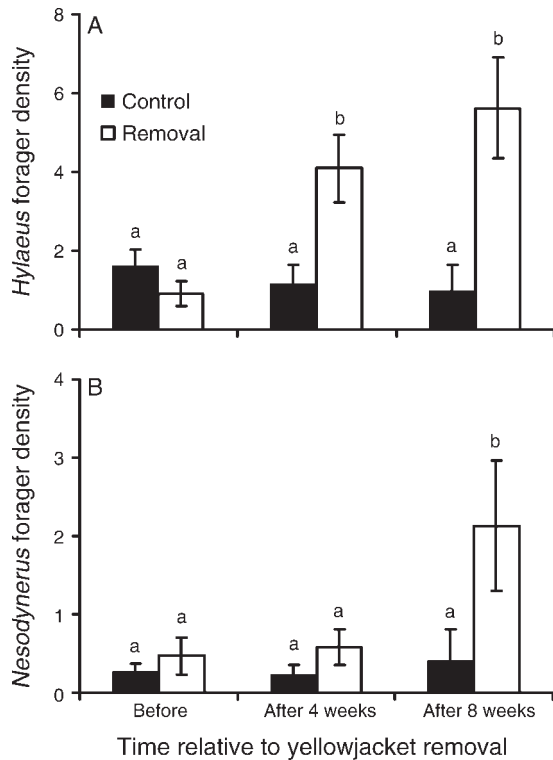 A
Hylaeus forager density
8
6
4
2
0
Control
Removal
a
a
a
b
a
b
B
Nesodynerus forager density
4
3
2
1
0
a
a
a
a
a
b
Before
After 4 weeks
After 8 weeks
Time relative to yellowjacket removal